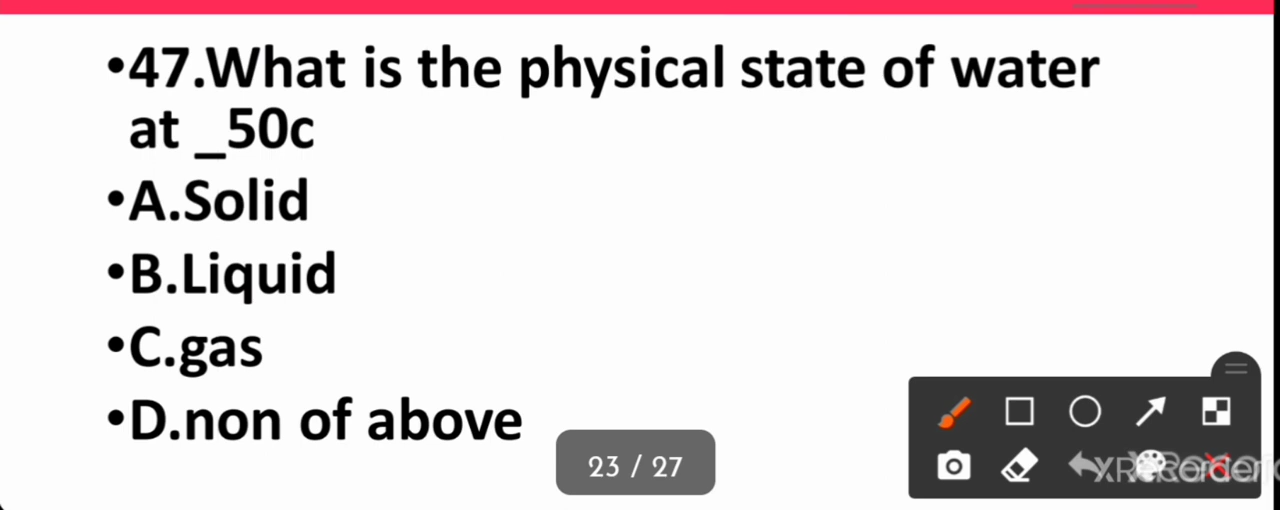 •47.What is the physical state of water
at _50c
•A.Solid
•B.Liquid
•C.gas
•D.non of above
23 / 27